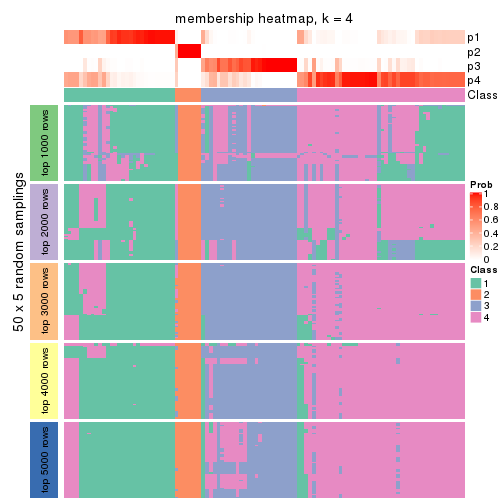 membership heatmap, k = 4
p1
p2
p3
p4
Class
50 x 5 random samplings
top 1000 rows
top 2000 rows
top 3000 rows
top 4000 rows
top 5000 rows
Prob
1
0.8
0.6
0.4
0.2
0
Class
1
2
3
4